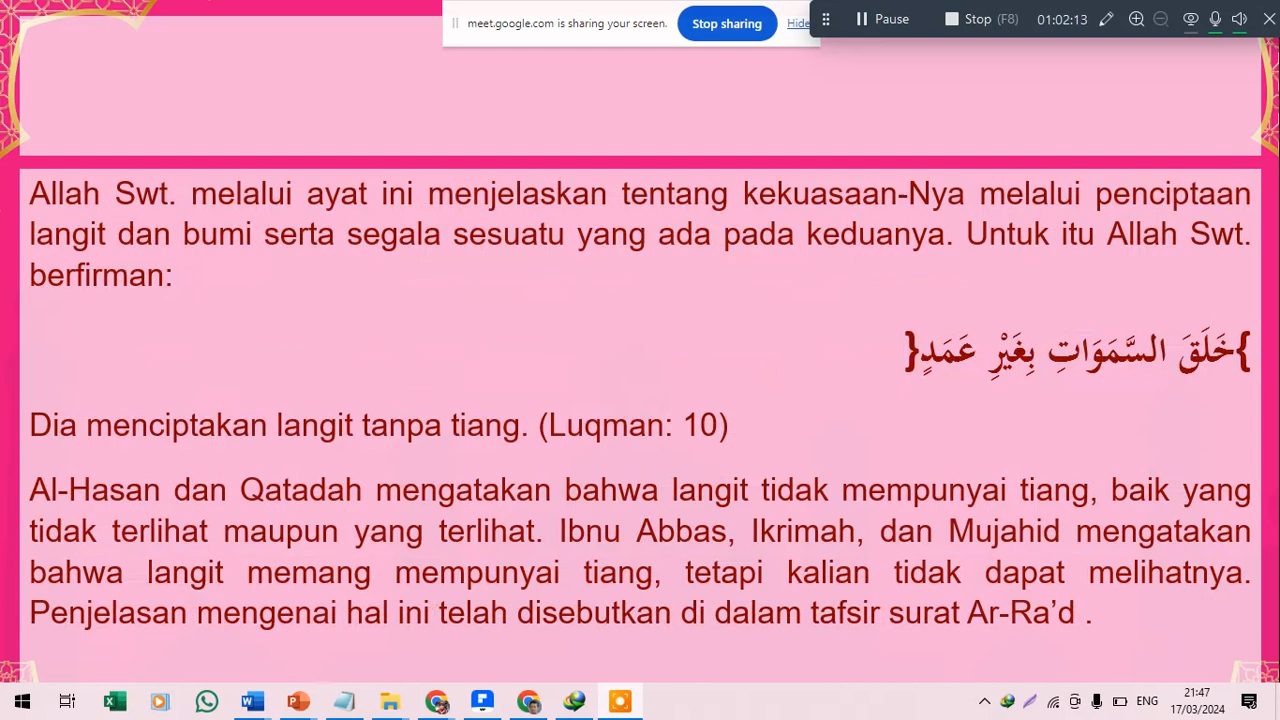 meet.google.com is sharing your screen.
Stop sharing
Hide
Pause
Stop (F8)
01:02:13
Allah Swt. melalui ayat ini menjelaskan tentang kekuasaan-Nya melalui penciptaan
langit dan bumi serta segala sesuatu yang ada pada keduanya. Untuk itu Allah Swt.
berfirman:
}خَلَقَ السَّمَوَاتِ بِغَيْرِ عَمَدٍ{
Dia menciptakan langit tanpa tiang. (Luqman: 10)
Al-Hasan dan Qatadah mengatakan bahwa langit tidak mempunyai tiang, baik yang
tidak terlihat maupun yang terlihat. Ibnu Abbas, Ikrimah, dan Mujahid mengatakan
bahwa langit memang mempunyai tiang, tetapi kalian tidak dapat melihatnya.
Penjelasan mengenai hal ini telah disebutkan di dalam tafsir surat Ar-Ra’d .
ENG
21:47
17/03/2024